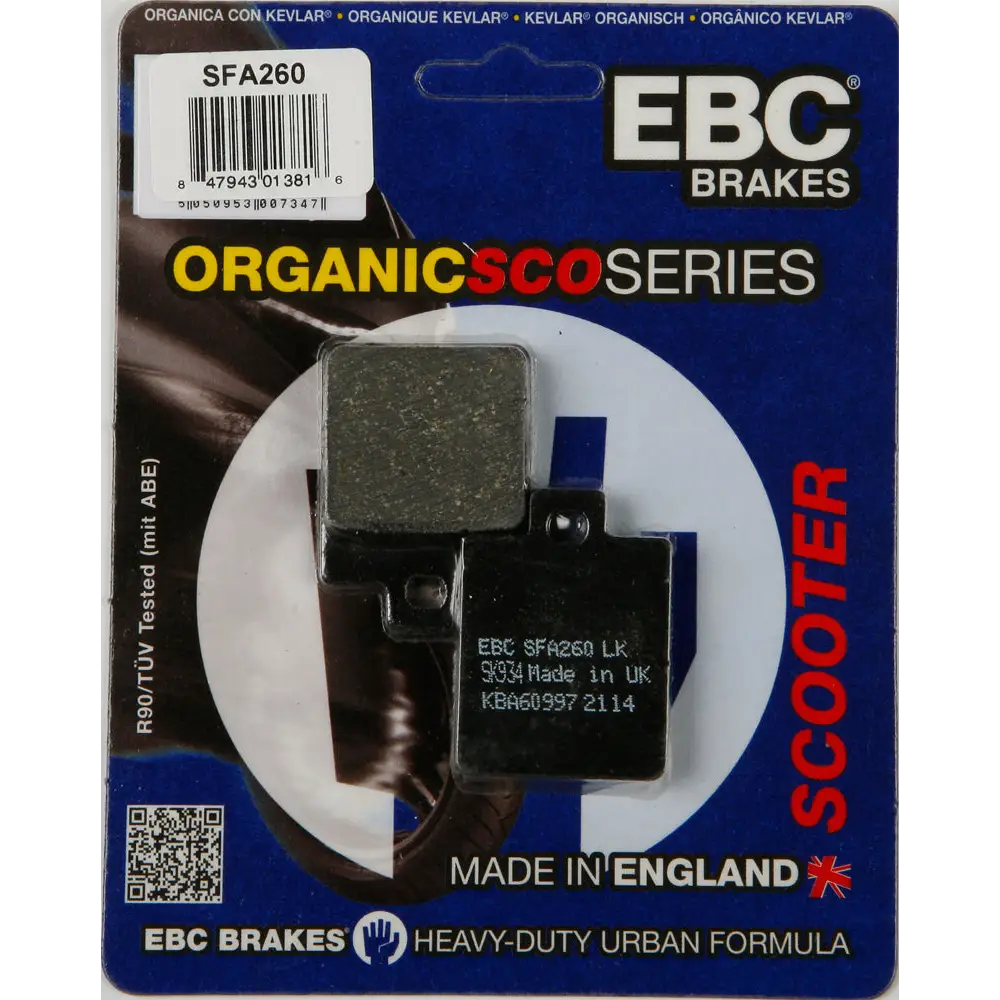 ORGANICA CON KEVLAR® • ORGANIQUE KEVLAR® • KEVLAR® ORGANISCH • ORGÂNICO KEVLAR®
SFA260
8 47943 01381 6
5 050953 007347
EBC®
BRAKES
ORGANICSCOSERIES
R90/TÜV Tested (mit ABE)
SCOOTER
EBC SFA260 LK
SK934 Made in UK
KBA60997 2114
MADE IN ENGLAND
EBC BRAKES® HEAVY-DUTY URBAN FORMULA